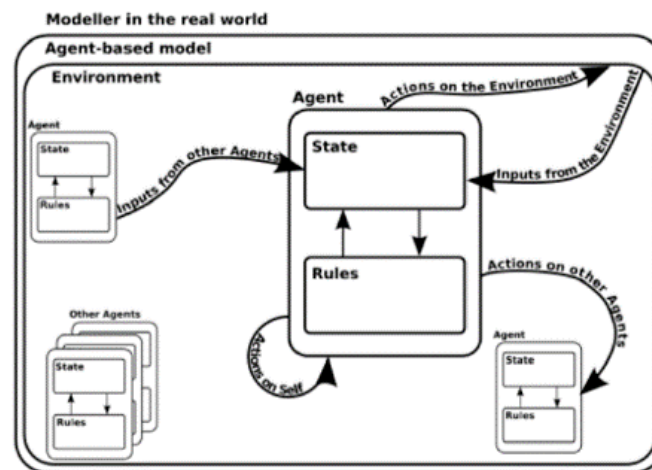 Modeller in the real world
Agent-based model
Environment
Actions on the Environment
Inputs from the Environment
Agent
State
Rules
Agent
State
Rules
Inputs from other Agents
Actions on other Agents
Actions on Self
Other Agents
State
Rules
Agent
State
Rules